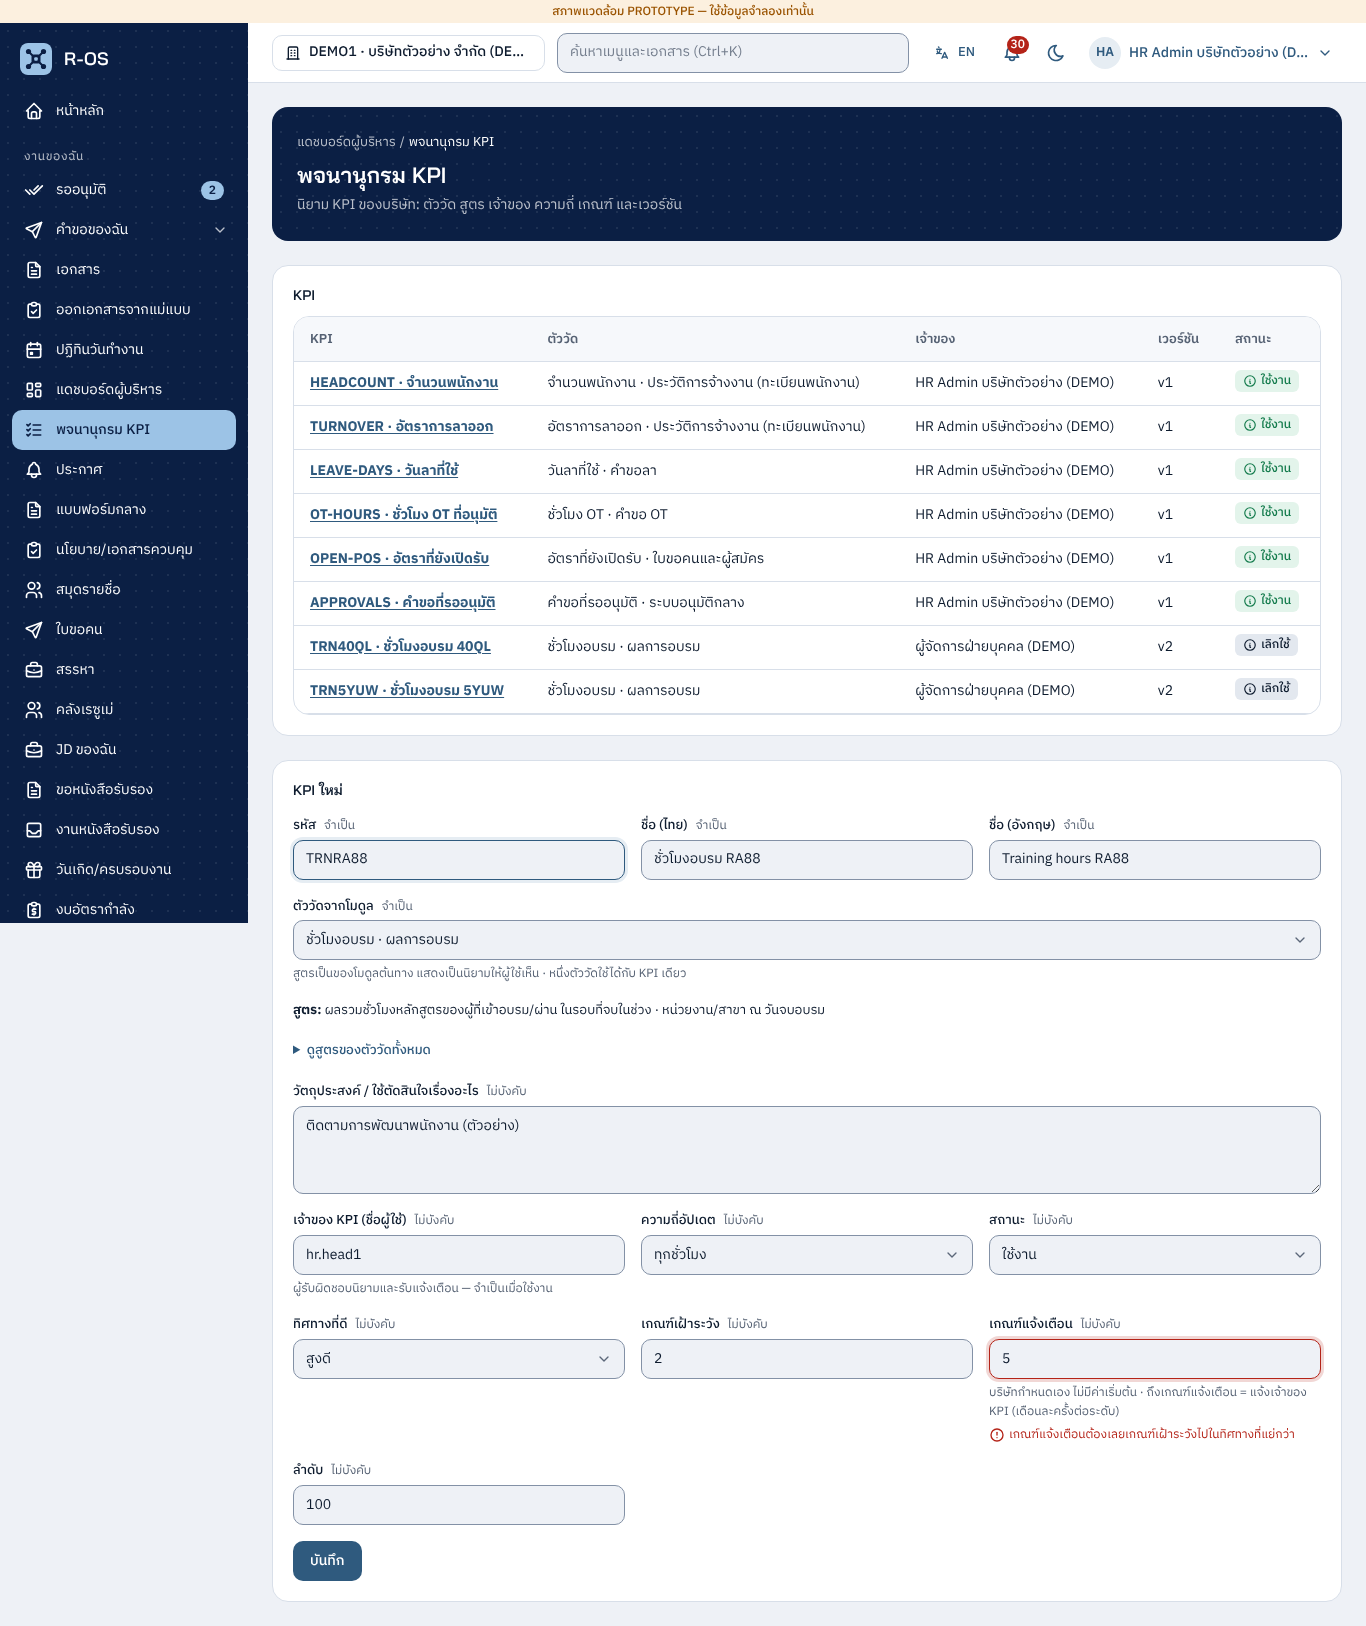 สภาพแวดล้อม PROTOTYPE — ใช้ข้อมูลจำลองเท่านั้น
R-OS
DEMO1 · บริษัทตัวอย่าง จำกัด (DE...
ค้นหาเมนูและเอกสาร (Ctrl+K)
EN
30
HA
HR Admin บริษัทตัวอย่าง (D...
หน้าหลัก
งานของฉัน
รออนุมัติ
2
คำขอของฉัน
เอกสาร
ออกเอกสารจากแม่แบบ
ปฏิทินวันทำงาน
แดชบอร์ดผู้บริหาร
พจนานุกรม KPI
ประกาศ
แบบฟอร์มกลาง
นโยบาย/เอกสารควบคุม
สมุดรายชื่อ
ใบขอคน
สรรหา
คลังเรซูเม่
JD ของฉัน
ขอหนังสือรับรอง
งานหนังสือรับรอง
วันเกิด/ครบรอบงาน
งบอัตรากำลัง
แดชบอร์ดผู้บริหาร / พจนานุกรม KPI
พจนานุกรม KPI
นิยาม KPI ของบริษัท: ตัววัด สูตร เจ้าของ ความถี่ เกณฑ์ และเวอร์ชัน
KPI
KPI ตัววัด เจ้าของ เวอร์ชัน สถานะ
HEADCOUNT · จำนวนพนักงาน จำนวนพนักงาน · ประวัติการจ้างงาน (ทะเบียนพนักงาน) HR Admin บริษัทตัวอย่าง (DEMO) v1 ใช้งาน
TURNOVER · อัตราการลาออก อัตราการลาออก · ประวัติการจ้างงาน (ทะเบียนพนักงาน) HR Admin บริษัทตัวอย่าง (DEMO) v1 ใช้งาน
LEAVE-DAYS · วันลาที่ใช้ วันลาที่ใช้ · คำขอลา HR Admin บริษัทตัวอย่าง (DEMO) v1 ใช้งาน
OT-HOURS · ชั่วโมง OT ที่อนุมัติ ชั่วโมง OT · คำขอ OT HR Admin บริษัทตัวอย่าง (DEMO) v1 ใช้งาน
OPEN-POS · อัตราที่ยังเปิดรับ อัตราที่ยังเปิดรับ · ใบขอคนและผู้สมัคร HR Admin บริษัทตัวอย่าง (DEMO) v1 ใช้งาน
APPROVALS · คำขอที่รออนุมัติ คำขอที่รออนุมัติ · ระบบอนุมัติกลาง HR Admin บริษัทตัวอย่าง (DEMO) v1 ใช้งาน
TRN40QL · ชั่วโมงอบรม 40QL ชั่วโมงอบรม · ผลการอบรม ผู้จัดการฝ่ายบุคคล (DEMO) v2 เลิกใช้
TRN5YUW · ชั่วโมงอบรม 5YUW ชั่วโมงอบรม · ผลการอบรม ผู้จัดการฝ่ายบุคคล (DEMO) v2 เลิกใช้
KPI ใหม่
รหัส จำเป็น ชื่อ (ไทย) จำเป็น ชื่อ (อังกฤษ) จำเป็น
TRNRA88 ชั่วโมงอบรม RA88 Training hours RA88
ตัววัดจากโมดูล จำเป็น
ชั่วโมงอบรม · ผลการอบรม
สูตรเป็นของโมดูลต้นทาง แสดงเป็นนิยามให้ผู้ใช้เห็น · หนึ่งตัววัดใช้ได้กับ KPI เดียว
สูตร: ผลรวมชั่วโมงหลักสูตรของผู้ที่เข้าอบรม/ผ่าน ในรอบที่จบในช่วง · หน่วยงาน/สาขา ณ วันจบอบรม
ดูสูตรของตัววัดทั้งหมด
วัตถุประสงค์ / ใช้ตัดสินใจเรื่องอะไร ไม่บังคับ
ติดตามการพัฒนาพนักงาน (ตัวอย่าง)
เจ้าของ KPI (ชื่อผู้ใช้) ไม่บังคับ ความถี่อัปเดต ไม่บังคับ สถานะ ไม่บังคับ
hr.head1 ทุกชั่วโมง ใช้งาน
ผู้รับผิดชอบนิยามและรับแจ้งเตือน — จำเป็นเมื่อใช้งาน
ทิศทางที่ดี ไม่บังคับ เกณฑ์เฝ้าระวัง ไม่บังคับ เกณฑ์แจ้งเตือน ไม่บังคับ
สูงดี 2 5
บริษัทกำหนดเอง ไม่มีค่าเริ่มต้น · ถึงเกณฑ์แจ้งเตือน = แจ้งเจ้าของ
KPI (เดือนละครั้งต่อระดับ)
เกณฑ์แจ้งเตือนต้องเลยเกณฑ์เฝ้าระวังไปในทิศทางที่แย่กว่า
ลำดับ ไม่บังคับ
100
บันทึก